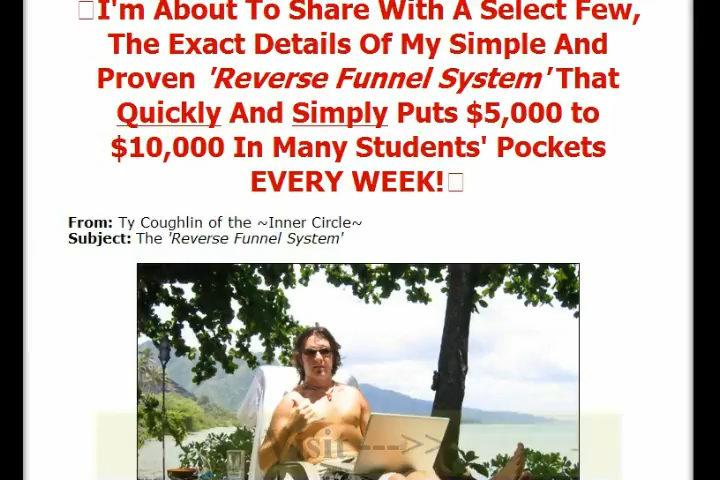 I'm About To Share With A Select Few,
The Exact Details Of My Simple And
Proven 'Reverse Funnel System' That
Quickly And Simply Puts $5,000 to
$10,000 In Many Students' Pockets
EVERY WEEK!
From: Ty Coughlin of the ~Inner Circle~
Subject: The 'Reverse Funnel System'
Visit --->>